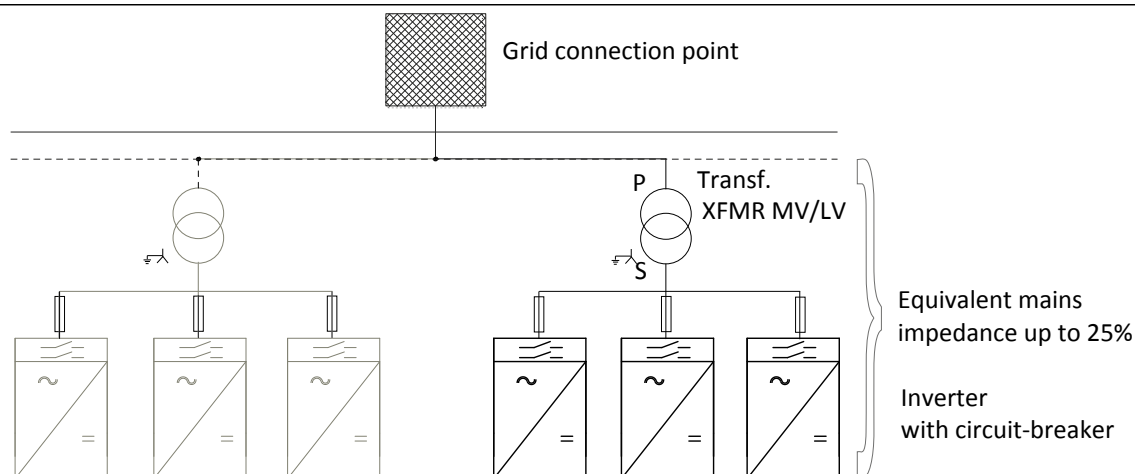 Grid connection point
P
Transf.
XFMR MV/LV
S
Equivalent mains
impedance up to 25%
Inverter
with circuit-breaker